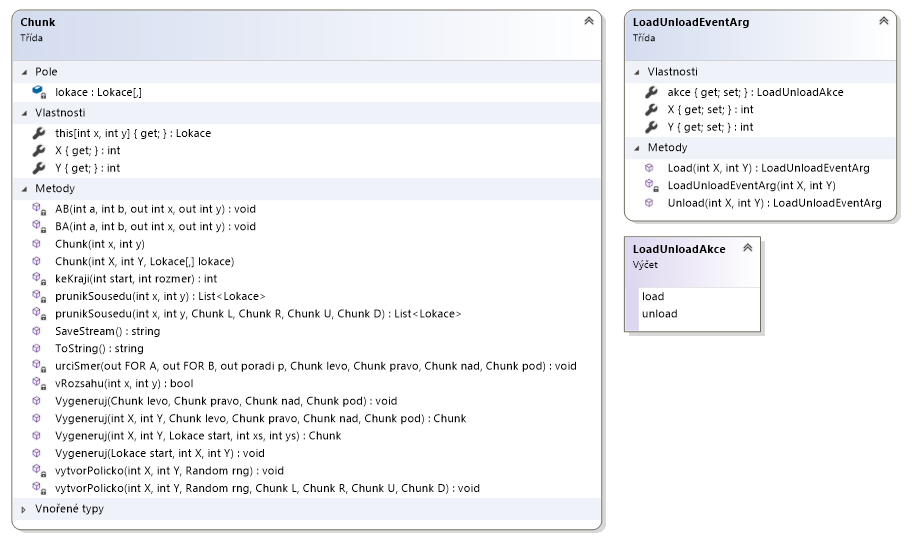 Chunk
Třída
Pole
lokace : Lokace[,]
Vlastnosti
this[int x, int y] { get; } : Lokace
X { get; } : int
Y { get; } : int
Metody
AB(int a, int b, out int x, out int y) : void
BA(int a, int b, out int x, out int y) : void
Chunk(int x, int y)
Chunk(int X, int Y, Lokace[,] lokace)
keKraji(int start, int rozmer) : int
prunikSousedu(int x, int y) : List<Lokace>
prunikSousedu(int x, int y, Chunk L, Chunk R, Chunk U, Chunk D) : List<Lokace>
SaveStream() : string
ToString() : string
urciSmer(out FOR A, out FOR B, out poradi p, Chunk levo, Chunk pravo, Chunk nad, Chunk pod) : void
vRozsahu(int x, int y) : bool
Vygeneruj(Chunk levo, Chunk pravo, Chunk nad, Chunk pod) : void
Vygeneruj(int X, int Y, Chunk levo, Chunk pravo, Chunk nad, Chunk pod) : Chunk
Vygeneruj(int X, int Y, Lokace start, int xs, int ys) : Chunk
Vygeneruj(Lokace start, int X, int Y) : void
vytvorPolicko(int X, int Y, Random rng) : void
vytvorPolicko(int X, int Y, Random rng, Chunk L, Chunk R, Chunk U, Chunk D) : void
Vnořené typy
LoadUnloadEventArg
Třída
Vlastnosti
akce { get; set; } : LoadUnloadAkce
X { get; set; } : int
Y { get; set; } : int
Metody
Load(int X, int Y) : LoadUnloadEventArg
LoadUnloadEventArg(int X, int Y)
Unload(int X, int Y) : LoadUnloadEventArg
LoadUnloadAkce
Výčet
load
unload